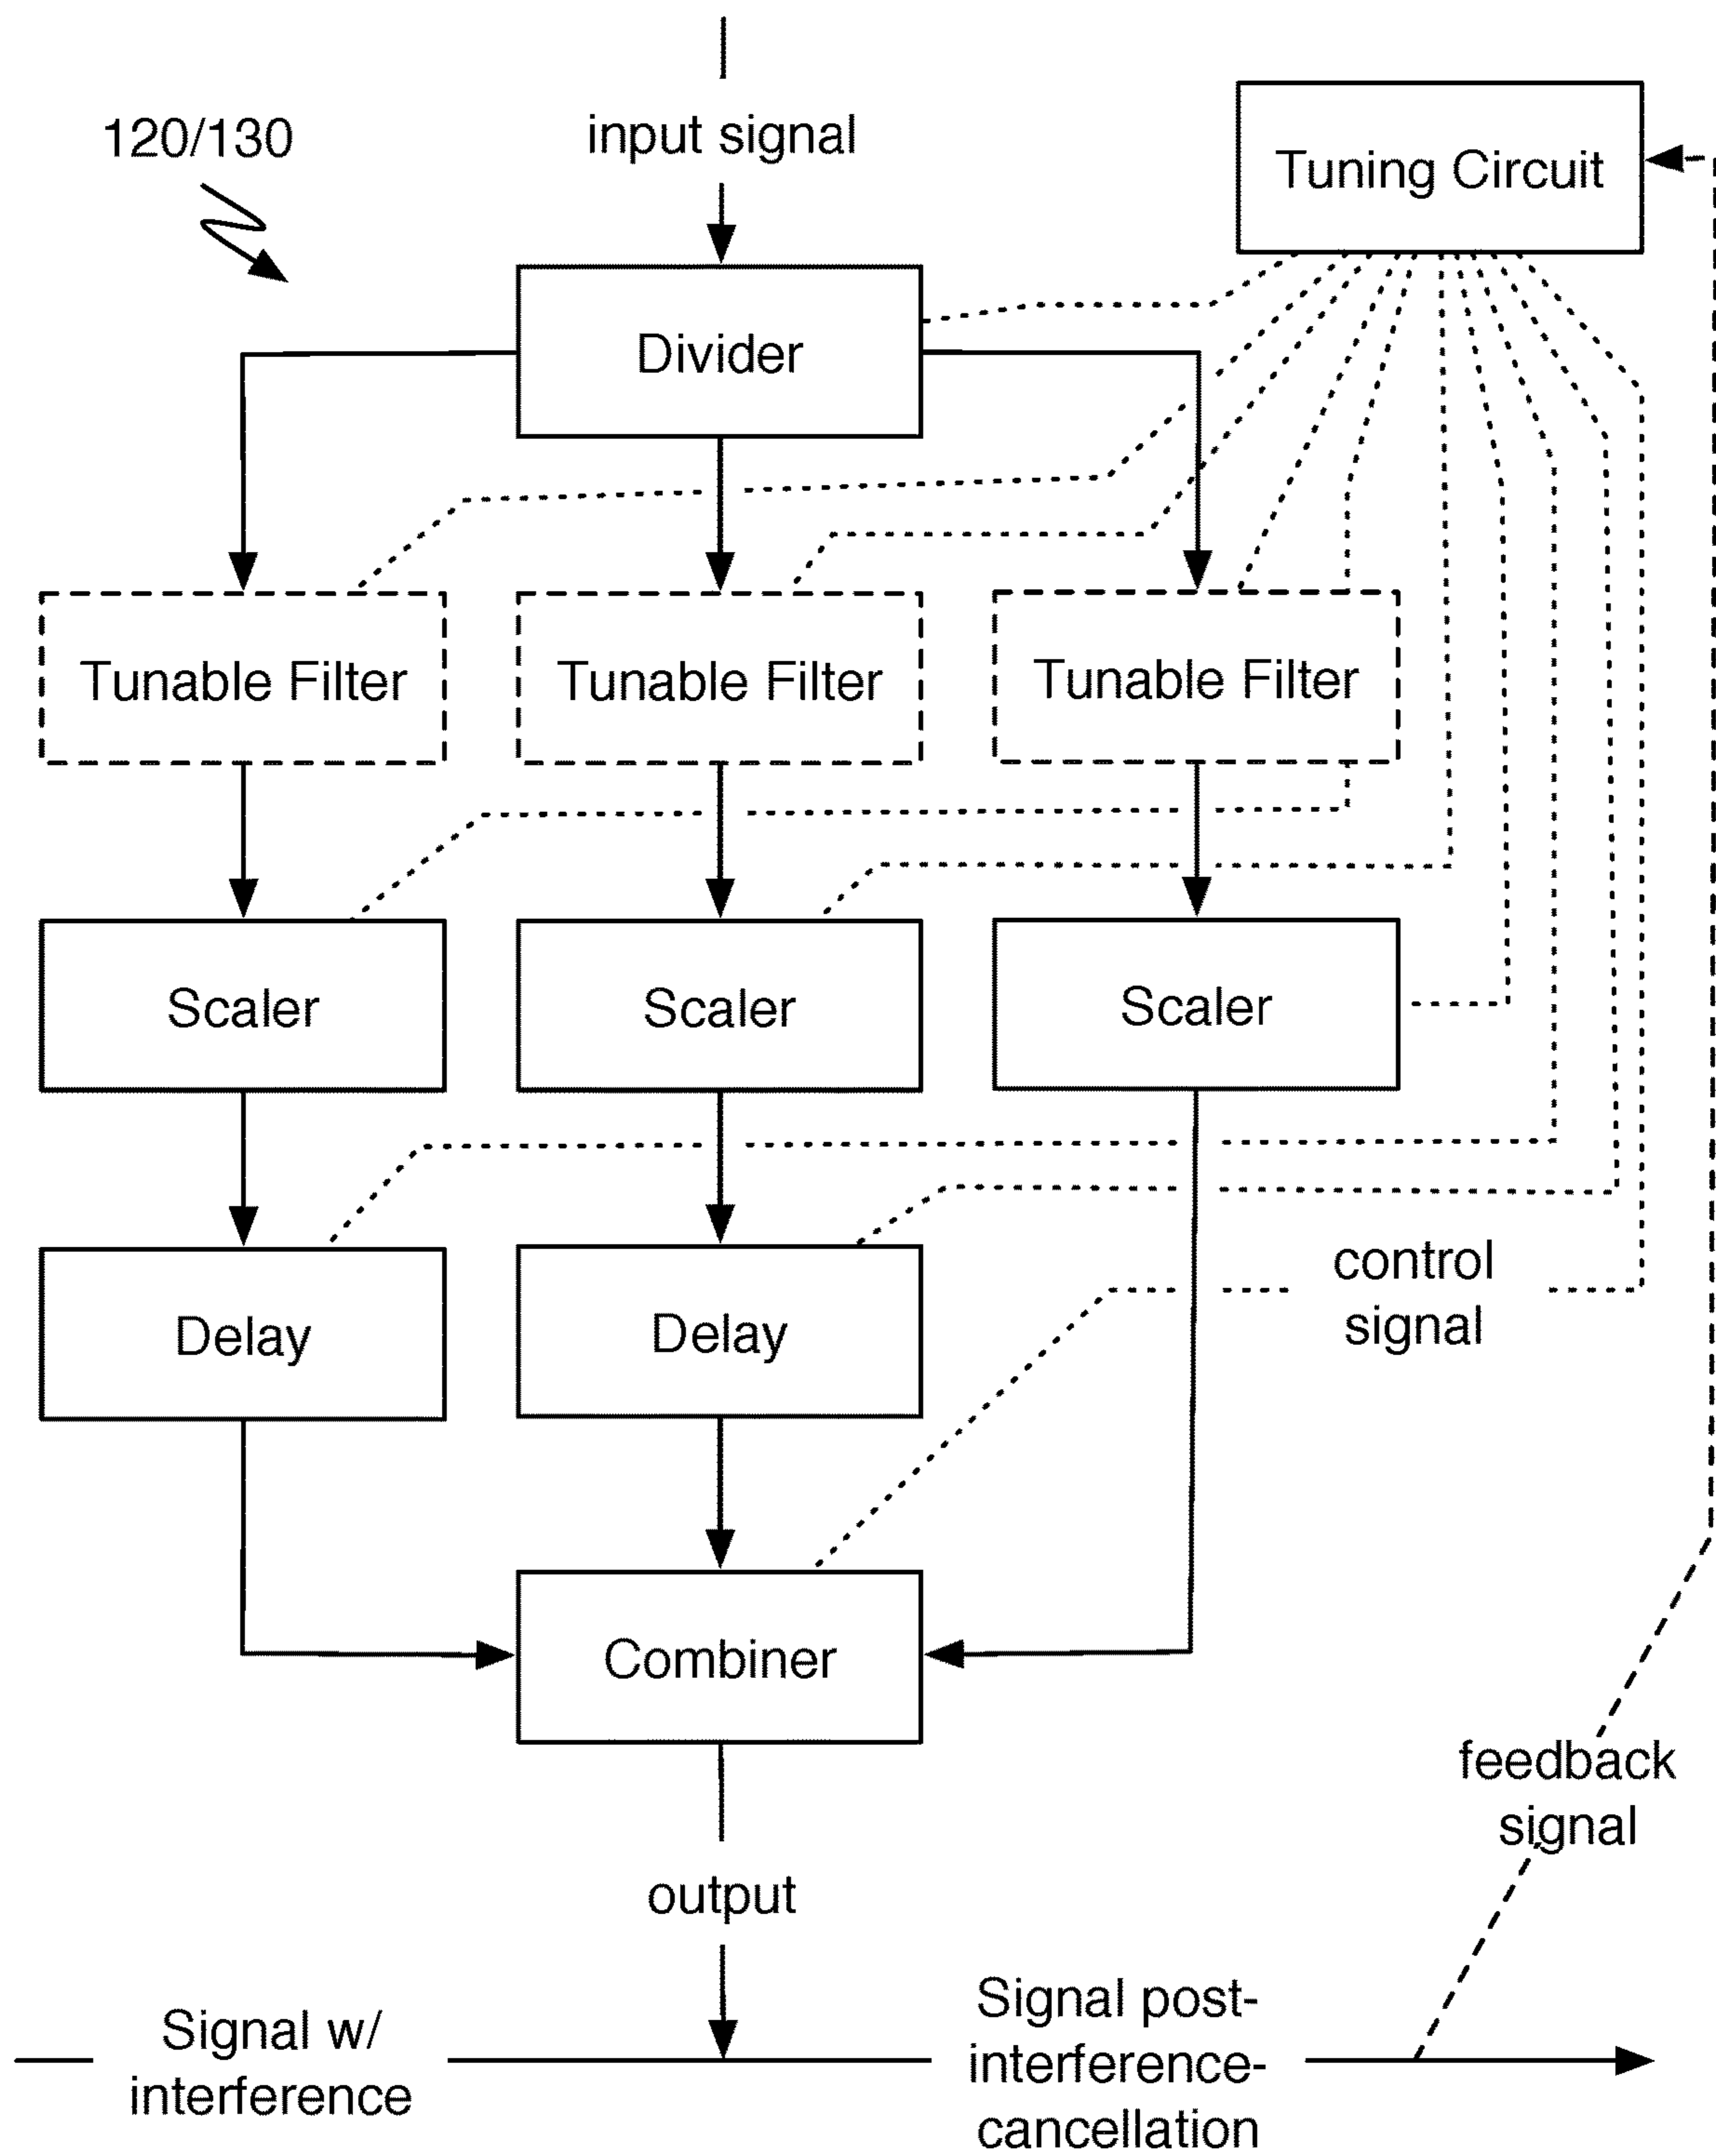 120/130
input signal
Tuning Circuit
Divider
Tunable Filter
Tunable Filter
Tunable Filter
Scaler
Scaler
Scaler
control
signal
Delay
Delay
Combiner
feedback
signal
output
Signal w/
interference
Signal post-
interference-
cancellation